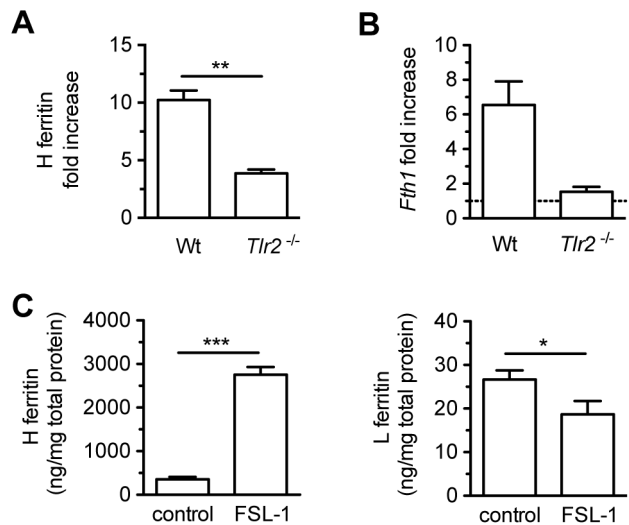 A
H ferritin
fold increase
15
10
5
0
**
Wt
Tlr2 -/-
B
Fth1 fold increase
10
8
6
4
2
0
Wt
Tlr2 -/-
C
H ferritin
(ng/mg total protein)
4000
3000
2000
1000
0
***
control
FSL-1
L ferritin
(ng/mg total protein)
40
30
20
10
0
*
control
FSL-1